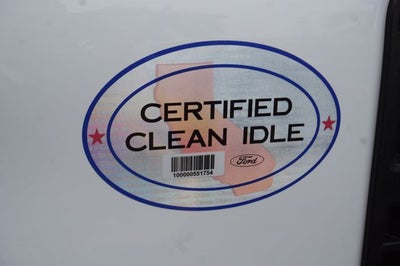 CERTIFIED
CLEAN IDLE
100000551754
Ford